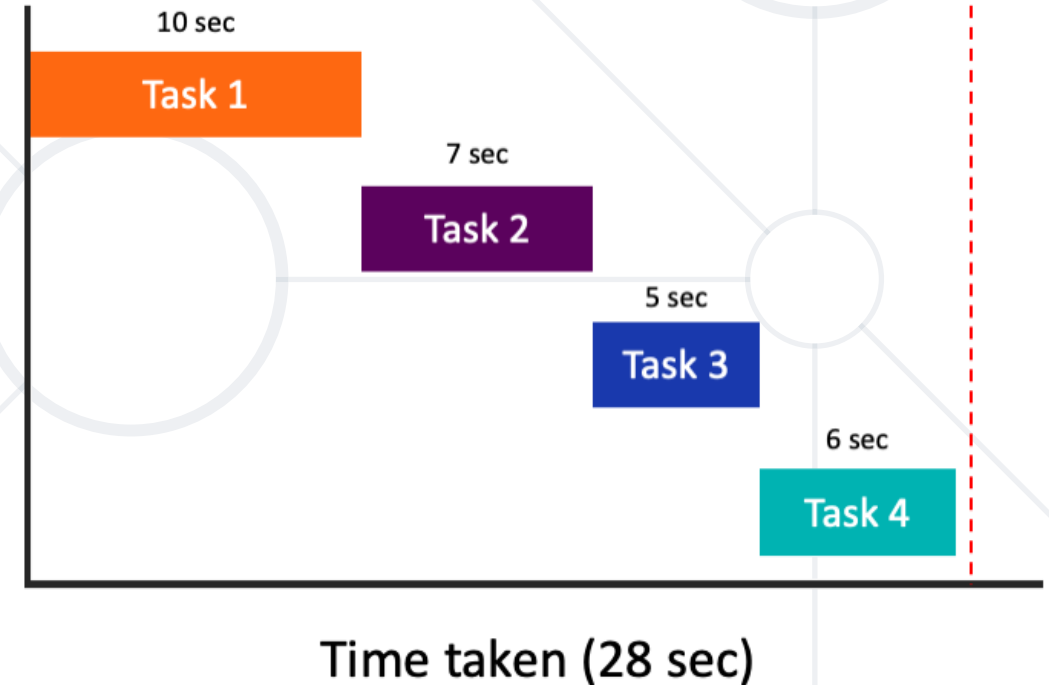 10 sec
Task 1
7 sec
Task 2
5 sec
Task 3
6 sec
Task 4
Time taken (28 sec)